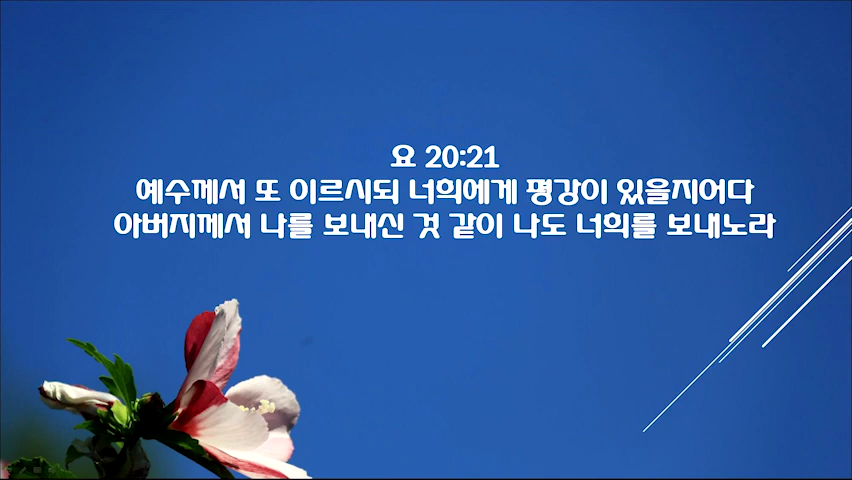 요 20:21
예수께서 또 이르시되 너희에게 평강이 있을지어다
아버지께서 나를 보내신 것 같이 나도 너희를 보내노라